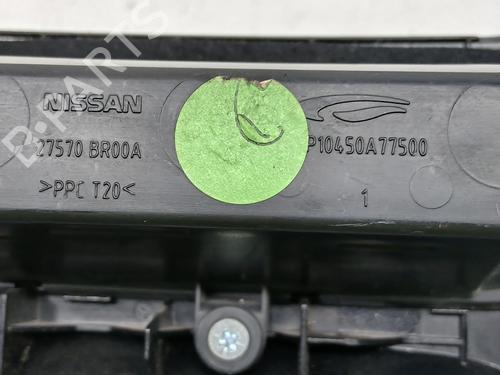 NISSAN
27570 BR00A
P10450A77500
>PPC T20<
1
B-PARTS